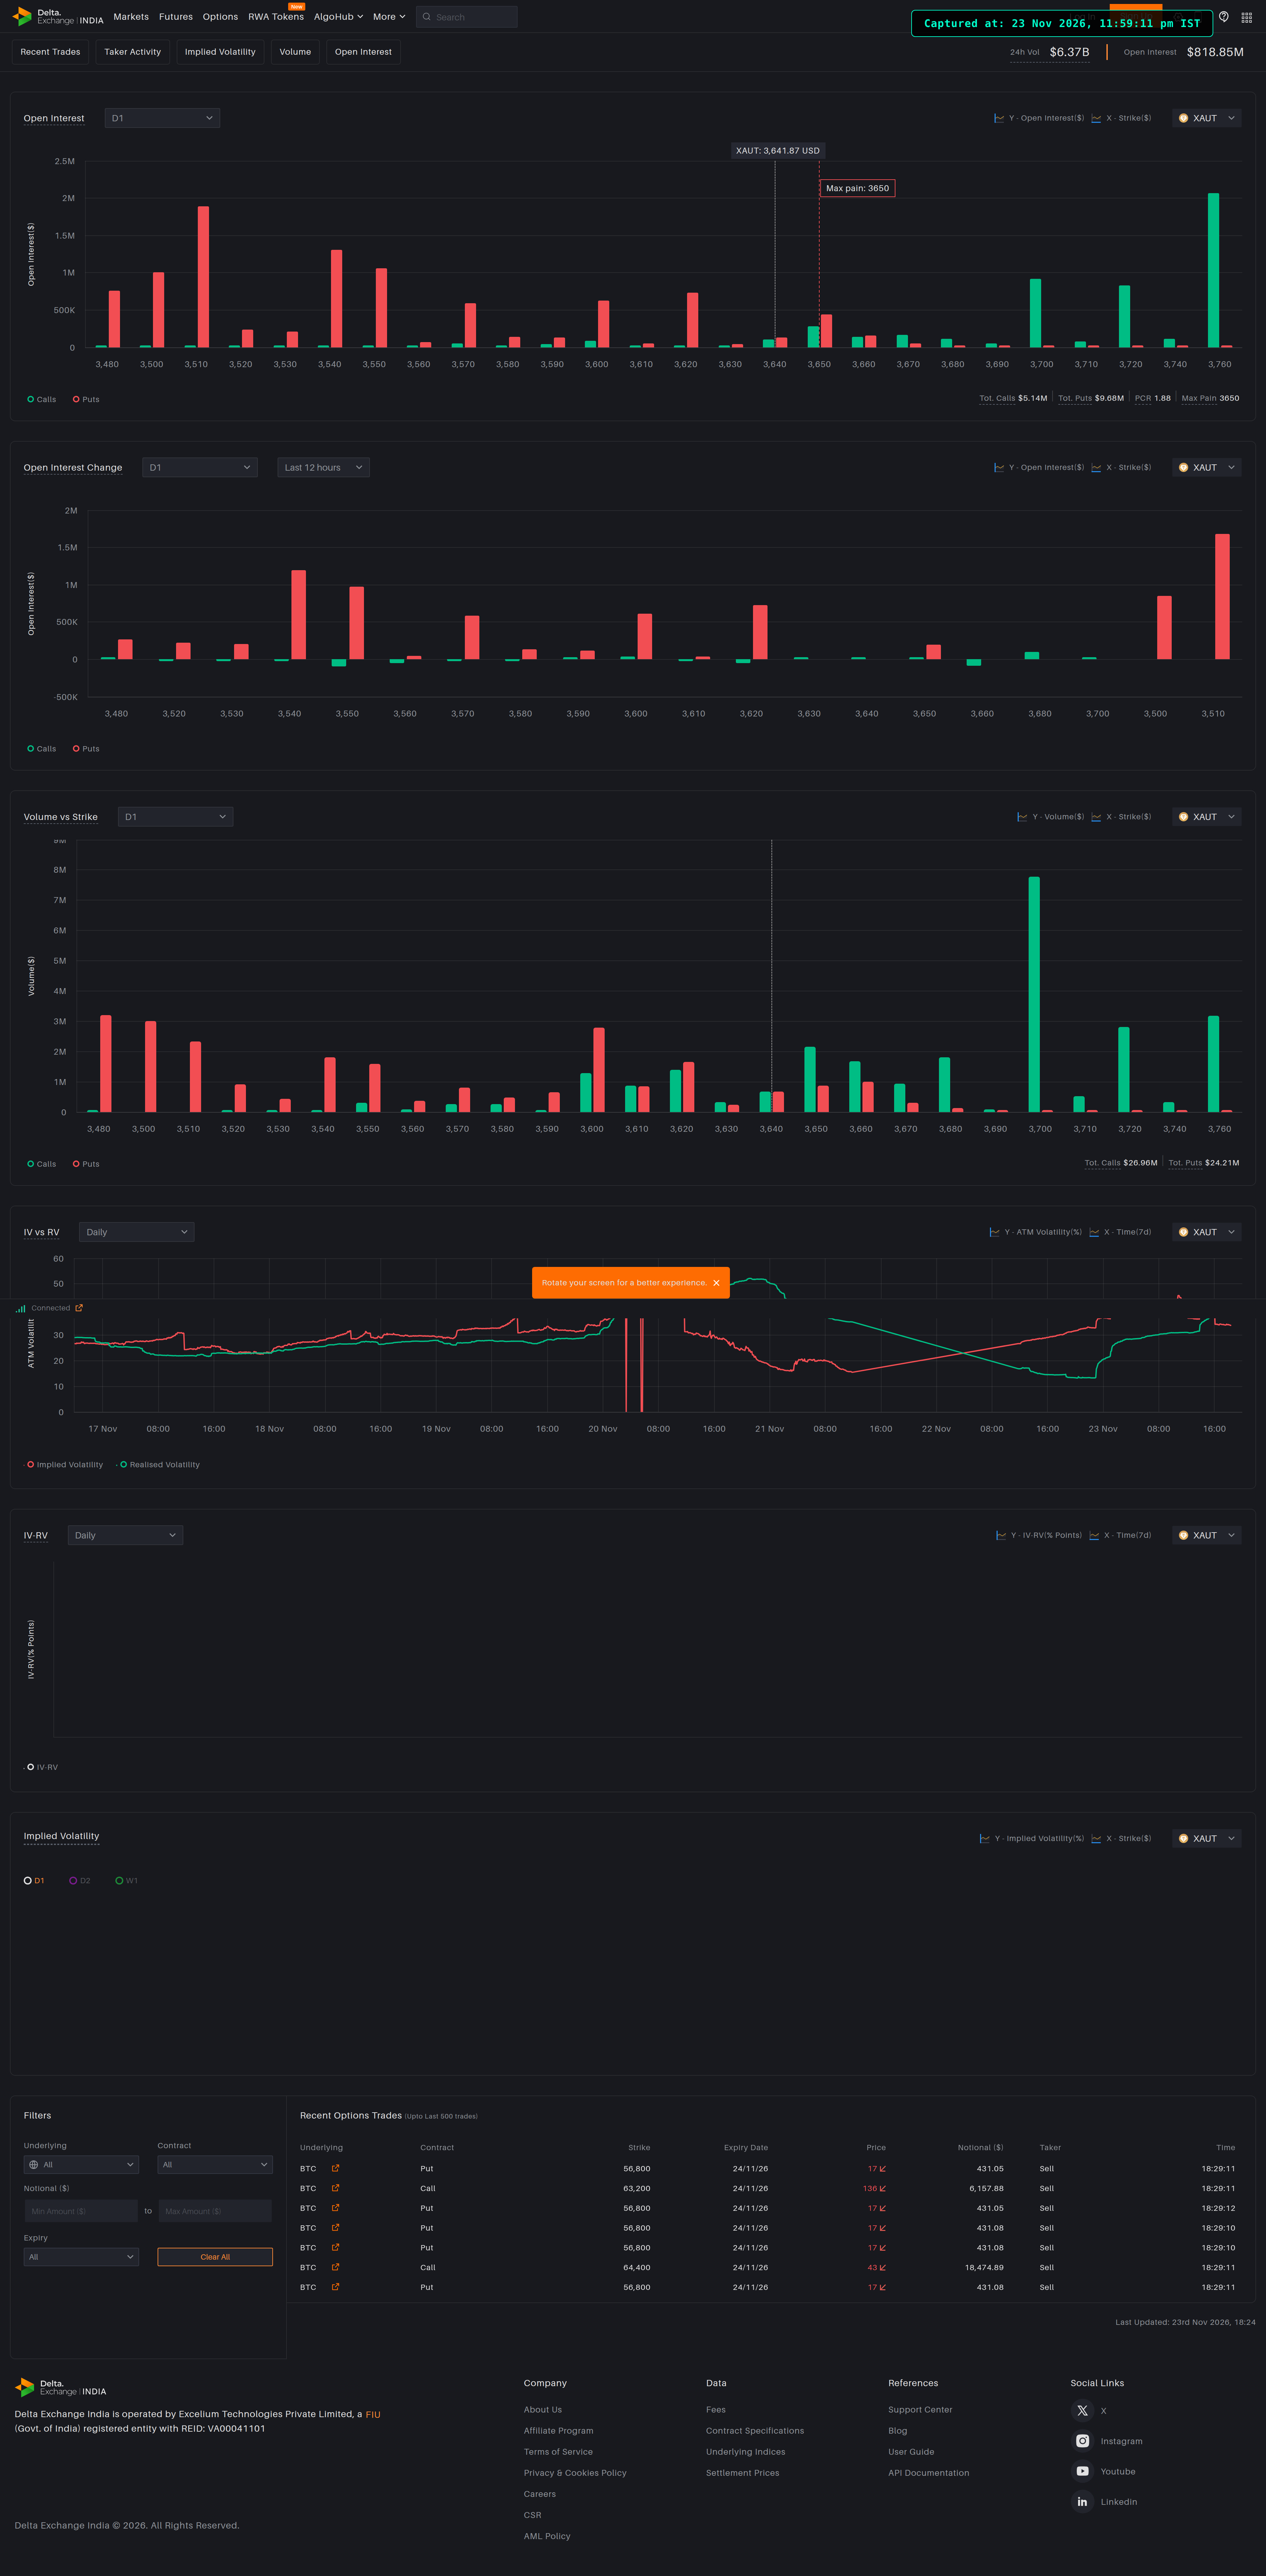 Delta. Exchange | INDIA Markets Futures Options RWA Tokens New AlgoHub More Search
Captured at: 23 Nov 2026, 11:59:11 pm IST
Recent Trades Taker Activity Implied Volatility Volume Open Interest 24h Vol $6.37B Open Interest $818.85M
Open Interest D1 Y - Open Interest($) X - Strike($) XAUT
XAUT: 3,641.87 USD
Max pain: 3650
Open Interest($)
2.5M
2M
1.5M
1M
500K
0
3,480 3,500 3,510 3,520 3,530 3,540 3,550 3,560 3,570 3,580 3,590 3,600 3,610 3,620 3,630 3,640 3,650 3,660 3,670 3,680 3,690 3,700 3,710 3,720 3,740 3,760
Calls Puts Tot. Calls $5.14M Tot. Puts $9.68M PCR 1.88 Max Pain 3650
Open Interest Change D1 Last 12 hours Y - Open Interest($) X - Strike($) XAUT
Open Interest($)
2M
1.5M
1M
500K
0
-500K
3,480 3,520 3,530 3,540 3,550 3,560 3,570 3,580 3,590 3,600 3,610 3,620 3,630 3,640 3,650 3,660 3,680 3,700 3,500 3,510
Calls Puts
Volume vs Strike D1 Y - Volume($) X - Strike($) XAUT
Volume($)
9M
8M
7M
6M
5M
4M
3M
2M
1M
0
3,480 3,500 3,510 3,520 3,530 3,540 3,550 3,560 3,570 3,580 3,590 3,600 3,610 3,620 3,630 3,640 3,650 3,660 3,670 3,680 3,690 3,700 3,710 3,720 3,740 3,760
Calls Puts Tot. Calls $26.96M Tot. Puts $24.21M
IV vs RV Daily Y - ATM Volatility(%) X - Time(7d) XAUT
60
50
Rotate your screen for a better experience.
Connected
ATM Volatilit
30
20
10
0
17 Nov 08:00 16:00 18 Nov 08:00 16:00 19 Nov 08:00 16:00 20 Nov 08:00 16:00 21 Nov 08:00 16:00 22 Nov 08:00 16:00 23 Nov 08:00 16:00
Implied Volatility Realised Volatility
IV-RV Daily Y - IV-RV(% Points) X - Time(7d) XAUT
IV-RV(% Points)
IV-RV
Implied Volatility Y - Implied Volatility(%) X - Strike($) XAUT
D1 D2 W1
Filters
Underlying Contract
All All
Notional ($)
Min Amount ($) to Max Amount ($)
Expiry
All Clear All
Recent Options Trades (Upto Last 500 trades)
Underlying Contract Strike Expiry Date Price Notional ($) Taker Time
BTC Put 56,800 24/11/26 17 431.05 Sell 18:29:11
BTC Call 63,200 24/11/26 136 6,157.88 Sell 18:29:11
BTC Put 56,800 24/11/26 17 431.05 Sell 18:29:12
BTC Put 56,800 24/11/26 17 431.08 Sell 18:29:10
BTC Put 56,800 24/11/26 17 431.08 Sell 18:29:10
BTC Call 64,400 24/11/26 43 18,474.89 Sell 18:29:11
BTC Put 56,800 24/11/26 17 431.08 Sell 18:29:11
Last Updated: 23rd Nov 2026, 18:24
Delta. Exchange | INDIA
Delta Exchange India is operated by Excelium Technologies Private Limited, a FIU
(Govt. of India) registered entity with REID: VA00041101
Delta Exchange India © 2026. All Rights Reserved.
Company
About Us
Affiliate Program
Terms of Service
Privacy & Cookies Policy
Careers
CSR
AML Policy
Data
Fees
Contract Specifications
Underlying Indices
Settlement Prices
References
Support Center
Blog
User Guide
API Documentation
Social Links
X
Instagram
Youtube
Linkedin